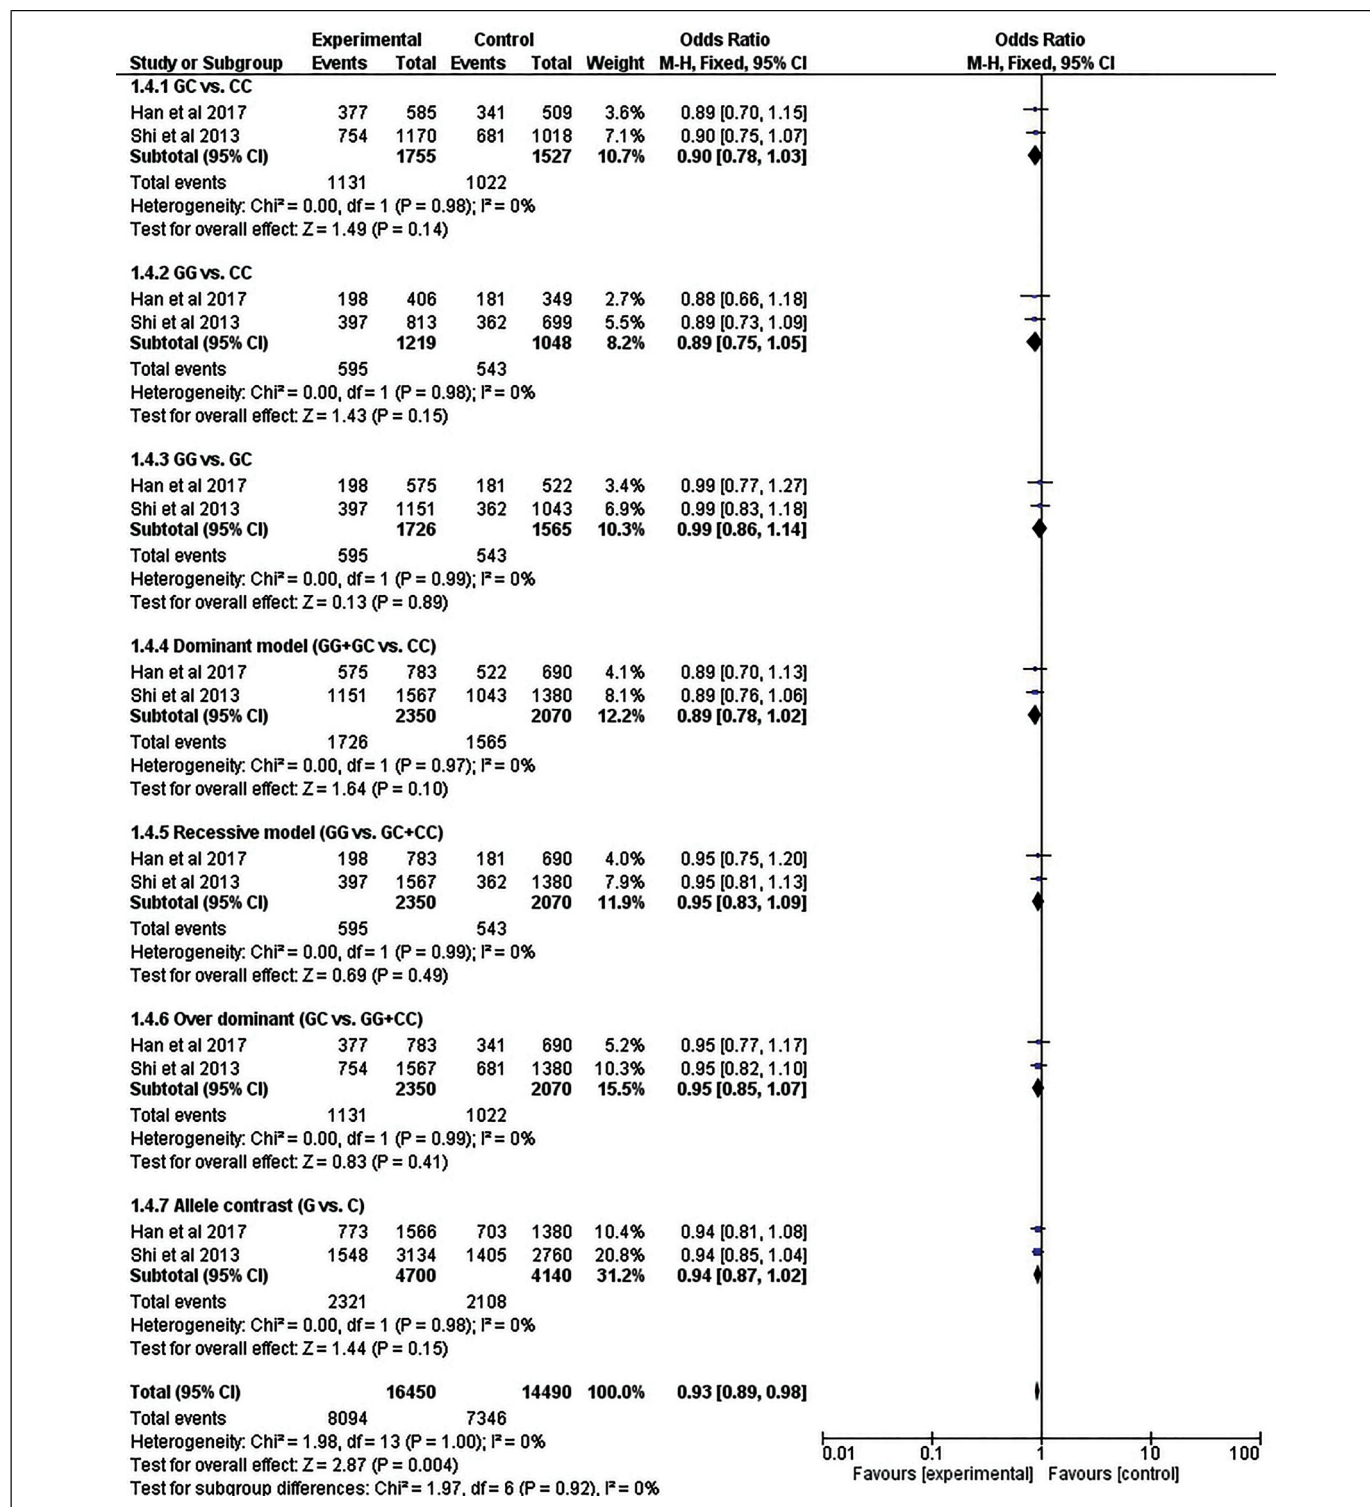 Experimental Control Odds Ratio Odds Ratio
Study or Subgroup Events Total Events Total Weight M-H, Fixed, 95% CI M-H, Fixed, 95% CI
1.4.1 GC vs. CC
Han et al 2017 377 585 341 509 3.6% 0.89 [0.70, 1.15]
Shi et al 2013 754 1170 681 1018 7.1% 0.90 [0.75, 1.07]
Subtotal (95% CI) 1755 1527 10.7% 0.90 [0.78, 1.03]
Total events 1131 1022
Heterogeneity: Chi² = 0.00, df = 1 (P = 0.98); I² = 0%
Test for overall effect: Z = 1.49 (P = 0.14)
1.4.2 GG vs. CC
Han et al 2017 198 406 181 349 2.7% 0.88 [0.66, 1.18]
Shi et al 2013 397 813 362 699 5.5% 0.89 [0.73, 1.09]
Subtotal (95% CI) 1219 1048 8.2% 0.89 [0.75, 1.05]
Total events 595 543
Heterogeneity: Chi² = 0.00, df = 1 (P = 0.98); I² = 0%
Test for overall effect: Z = 1.43 (P = 0.15)
1.4.3 GG vs. GC
Han et al 2017 198 575 181 522 3.4% 0.99 [0.77, 1.27]
Shi et al 2013 397 1151 362 1043 6.9% 0.99 [0.83, 1.18]
Subtotal (95% CI) 1726 1565 10.3% 0.99 [0.86, 1.14]
Total events 595 543
Heterogeneity: Chi² = 0.00, df = 1 (P = 0.99); I² = 0%
Test for overall effect: Z = 0.13 (P = 0.89)
1.4.4 Dominant model (GG+GC vs. CC)
Han et al 2017 575 783 522 690 4.1% 0.89 [0.70, 1.13]
Shi et al 2013 1151 1567 1043 1380 8.1% 0.89 [0.76, 1.06]
Subtotal (95% CI) 2350 2070 12.2% 0.89 [0.78, 1.02]
Total events 1726 1565
Heterogeneity: Chi² = 0.00, df = 1 (P = 0.97); I² = 0%
Test for overall effect: Z = 1.64 (P = 0.10)
1.4.5 Recessive model (GG vs. GC+CC)
Han et al 2017 198 783 181 690 4.0% 0.95 [0.75, 1.20]
Shi et al 2013 397 1567 362 1380 7.9% 0.95 [0.81, 1.13]
Subtotal (95% CI) 2350 2070 11.9% 0.95 [0.83, 1.09]
Total events 595 543
Heterogeneity: Chi² = 0.00, df = 1 (P = 0.99); I² = 0%
Test for overall effect: Z = 0.69 (P = 0.49)
1.4.6 Over dominant (GC vs. GG+CC)
Han et al 2017 377 783 341 690 5.2% 0.95 [0.77, 1.17]
Shi et al 2013 754 1567 681 1380 10.3% 0.95 [0.82, 1.10]
Subtotal (95% CI) 2350 2070 15.5% 0.95 [0.85, 1.07]
Total events 1131 1022
Heterogeneity: Chi² = 0.00, df = 1 (P = 0.99); I² = 0%
Test for overall effect: Z = 0.83 (P = 0.41)
1.4.7 Allele contrast (G vs. C)
Han et al 2017 773 1566 703 1380 10.4% 0.94 [0.81, 1.08]
Shi et al 2013 1548 3134 1405 2760 20.8% 0.94 [0.85, 1.04]
Subtotal (95% CI) 4700 4140 31.2% 0.94 [0.87, 1.02]
Total events 2321 2108
Heterogeneity: Chi² = 0.00, df = 1 (P = 0.98); I² = 0%
Test for overall effect: Z = 1.44 (P = 0.15)
Total (95% CI) 16450 14490 100.0% 0.93 [0.89, 0.98]
Total events 8094 7346
Heterogeneity: Chi² = 1.98, df = 13 (P = 1.00); I² = 0%
Test for overall effect: Z = 2.87 (P = 0.004)
Test for subgroup differences: Chi² = 1.97, df = 6 (P = 0.92), I² = 0%
0.01 0.1 1 10 100
Favours [experimental] Favours [control]